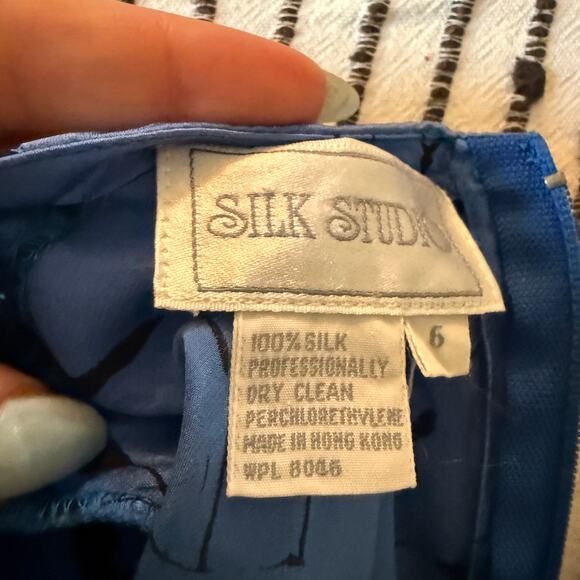 SILK STUDIO
6
100% SILK
PROFESSIONALLY
DRY CLEAN
PERCHLORETHYLENE
MADE IN HONG KONG
WPL 8046